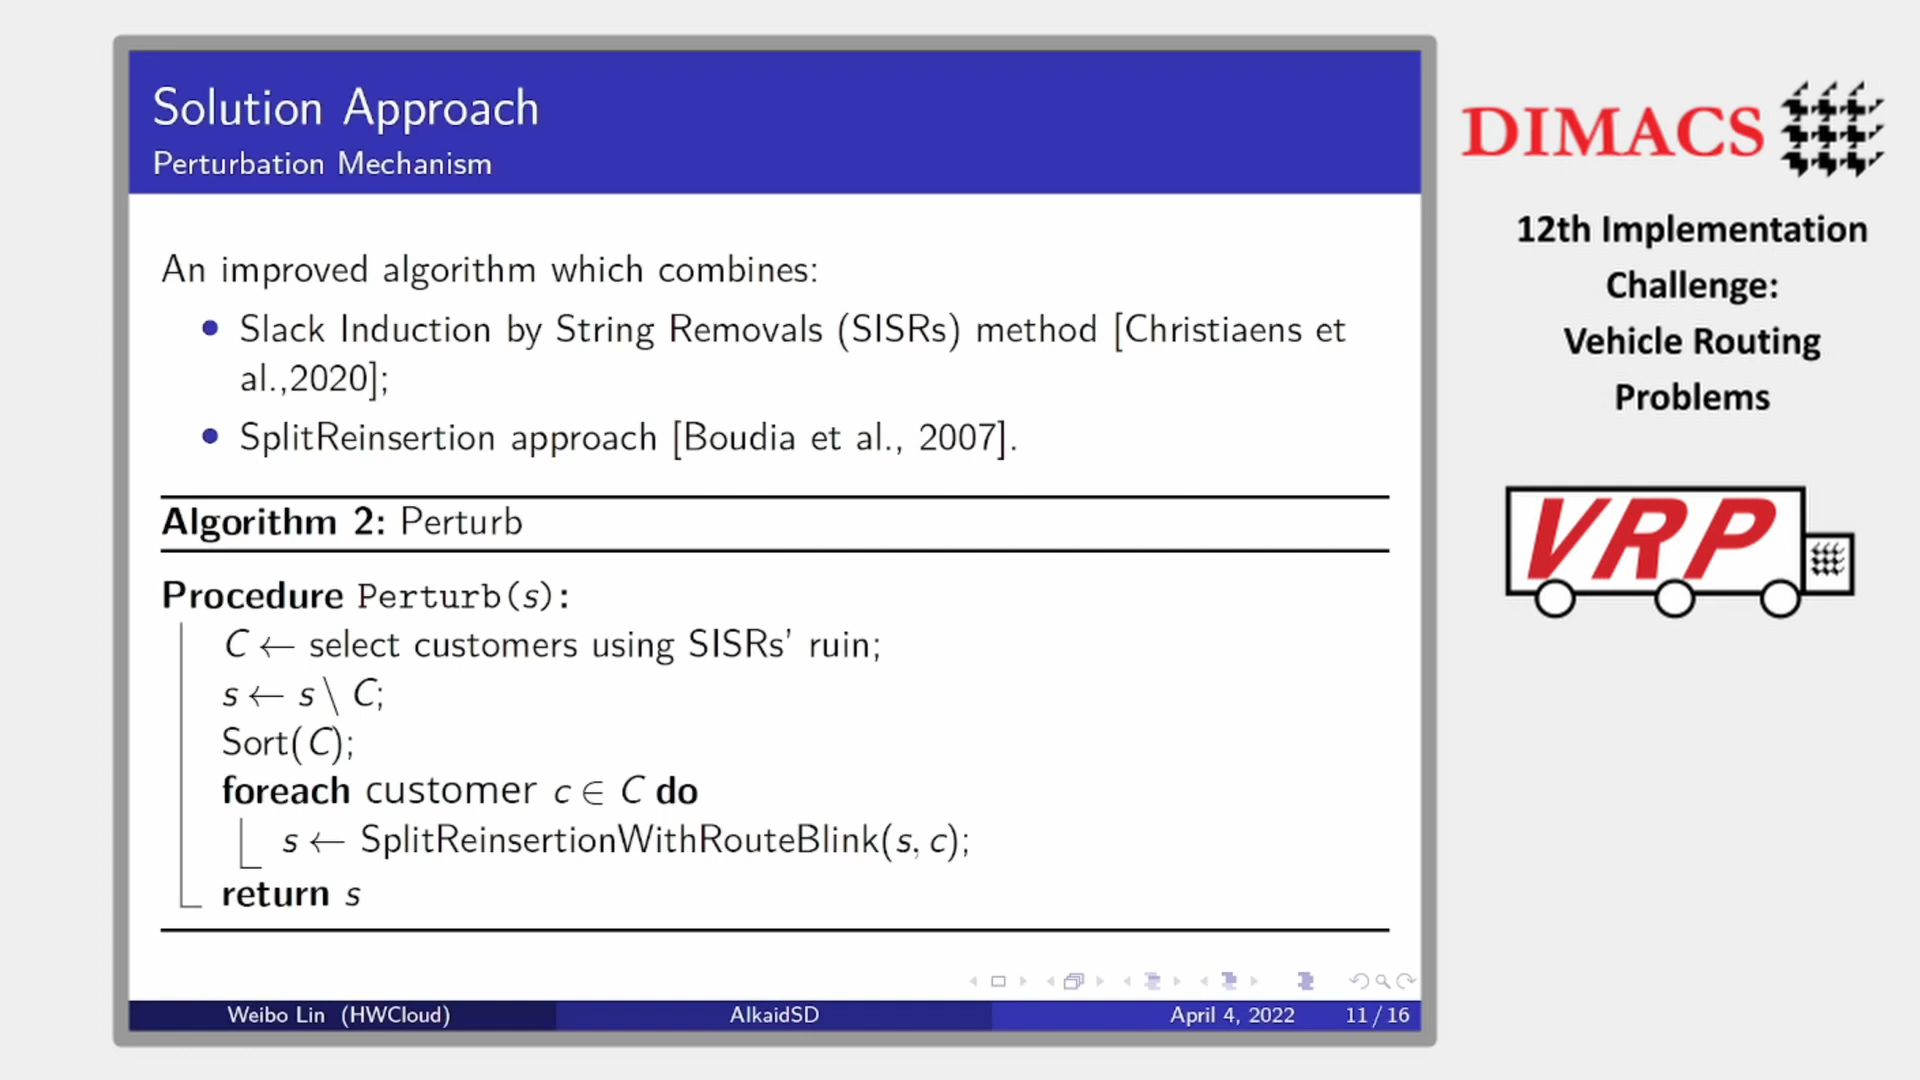 Solution Approach
Perturbation Mechanism
An improved algorithm which combines:
• Slack Induction by String Removals (SISRs) method [Christiaens et
al.,2020];
• SplitReinsertion approach [Boudia et al., 2007].
Algorithm 2: Perturb
Procedure Perturb(s):
C ← select customers using SISRs' ruin;
s ← s \ C;
Sort(C);
foreach customer c ∈ C do
s ← SplitReinsertionWithRouteBlink(s, c);
return s
Weibo Lin (HWCloud) AlkaidSD April 4, 2022 11 / 16
DIMACS
12th Implementation
Challenge:
Vehicle Routing
Problems
VRP